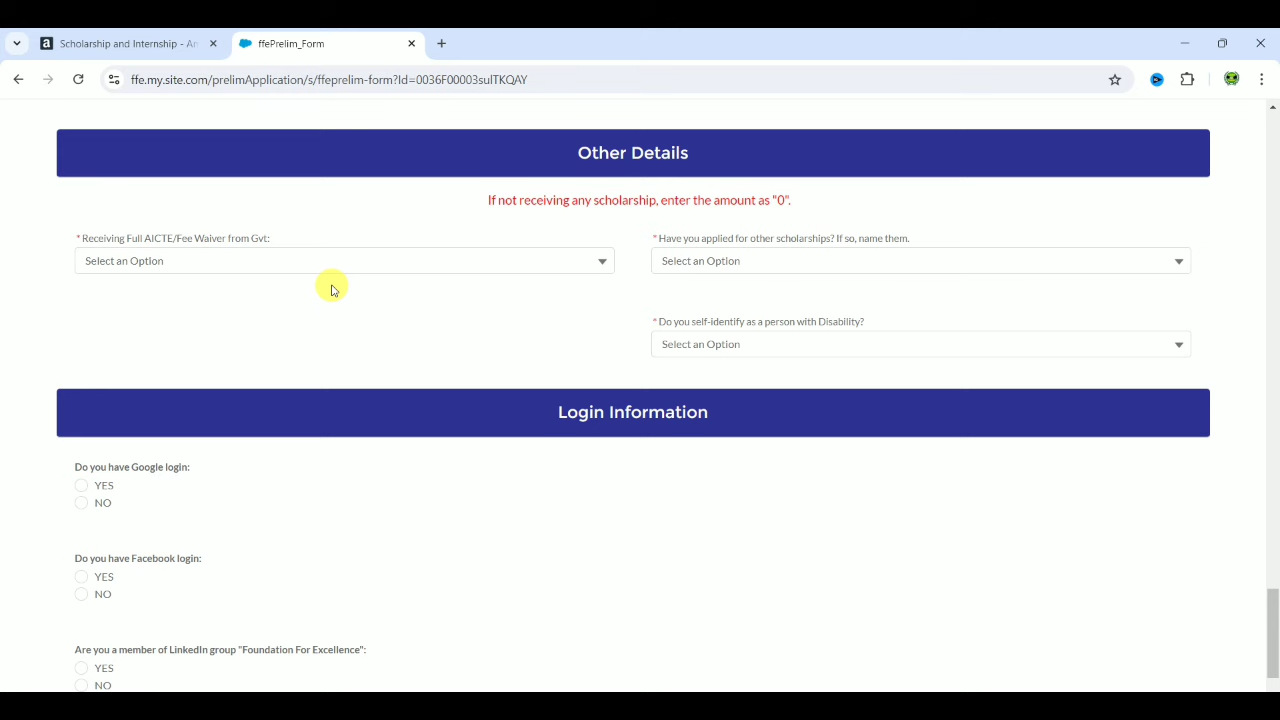 Scholarship and Internship - An
ffePrelim_Form
ffe.my.site.com/prelimApplication/s/ffeprelim-form?Id=0036F00003sulTKQAY
Other Details
If not receiving any scholarship, enter the amount as "0".
* Receiving Full AICTE/Fee Waiver from Gvt:
* Have you applied for other scholarships? If so, name them.
Select an Option
Select an Option
* Do you self-identify as a person with Disability?
Select an Option
Login Information
Do you have Google login:
YES
NO
Do you have Facebook login:
YES
NO
Are you a member of LinkedIn group "Foundation For Excellence":
YES
NO